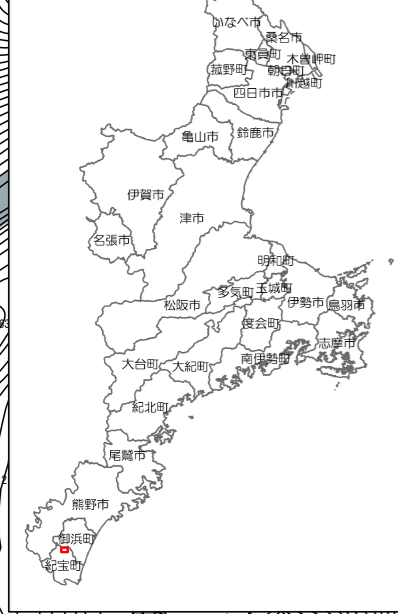 いなべ市
桑名市
東員町
木曽岬町
菰野町
朝日町
川越町
四日市市
亀山市
鈴鹿市
伊賀市
津市
名張市
明和町
多気町
玉城町
松阪市
伊勢市
鳥羽市
度会町
志摩市
大台町
大紀町
南伊勢町
紀北町
尾鷲市
熊野市
御浜町
紀宝町